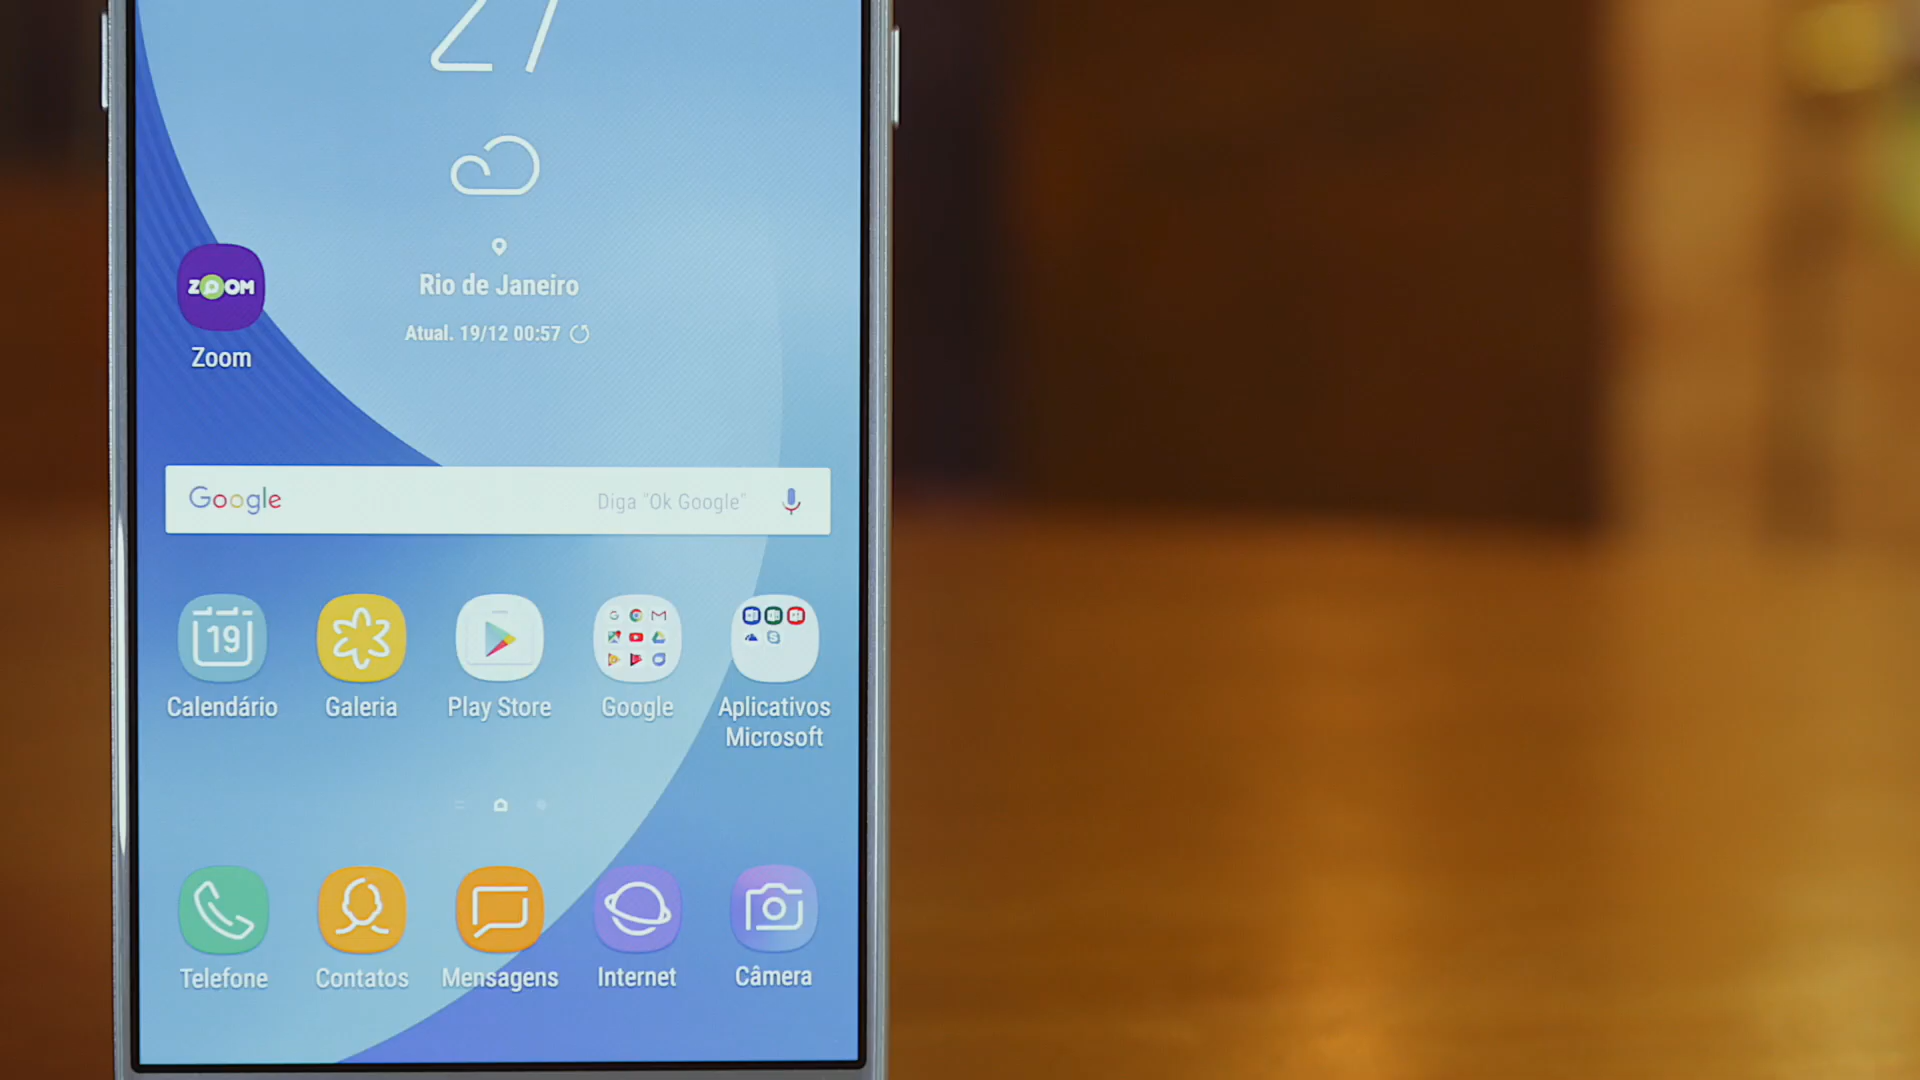 27
ZOOM
Zoom
Rio de Janeiro
Atual. 19/12 00:57
Google
Diga "Ok Google"
19
Calendário
Galeria
Play Store
Google
Aplicativos
Microsoft
Telefone
Contatos
Mensagens
Internet
Câmera